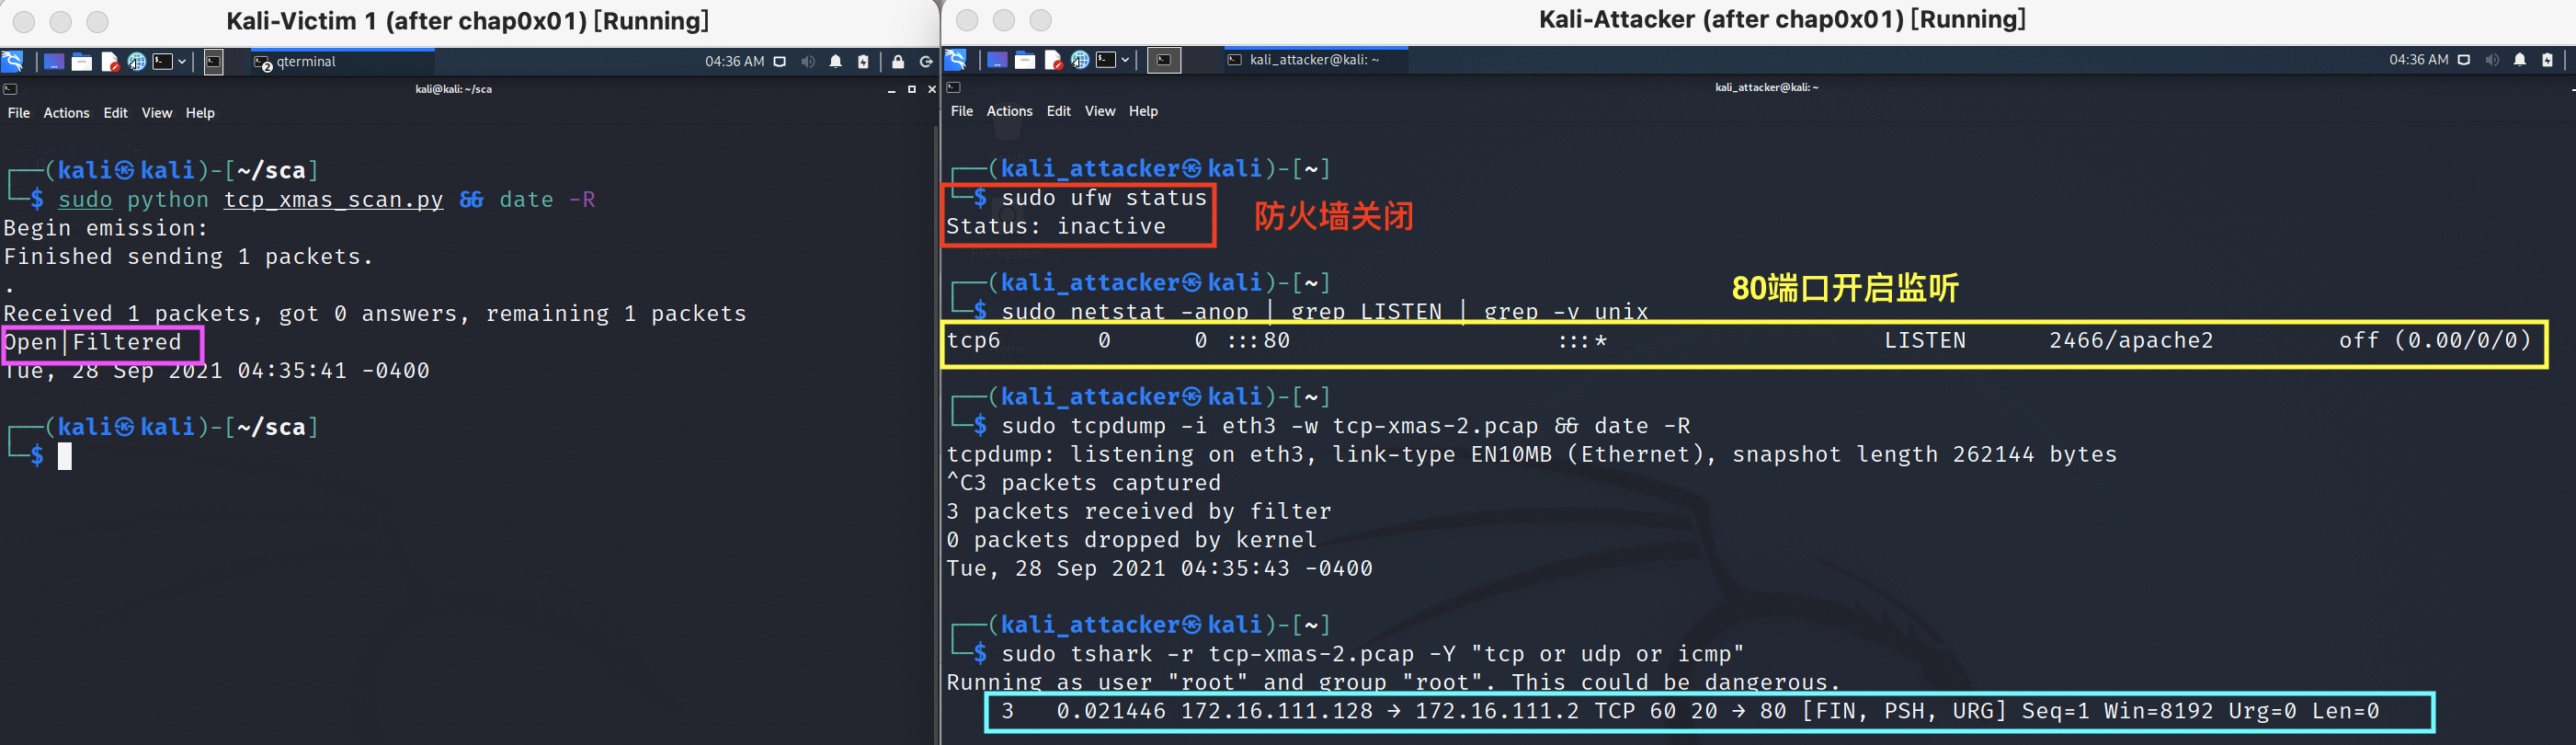 Kali-Victim 1 (after chap0x01) [Running]
qterminal
04:36 AM
kali@kali: ~/sca
File Actions Edit View Help
┌──(kali㉿kali)-[~/sca]
└─$ sudo python tcp_xmas_scan.py && date -R
Begin emission:
Finished sending 1 packets.
.
Received 1 packets, got 0 answers, remaining 1 packets
Open|Filtered
Tue, 28 Sep 2021 04:35:41 -0400
┌──(kali㉿kali)-[~/sca]
└─$
Kali-Attacker (after chap0x01) [Running]
kali_attacker@kali: ~
04:36 AM
kali_attacker@kali: ~
File Actions Edit View Help
┌──(kali_attacker㉿kali)-[~]
└─$ sudo ufw status
Status: inactive
防火墙关闭
┌──(kali_attacker㉿kali)-[~]
└─$ sudo netstat -anop | grep LISTEN | grep -v unix
80端口开启监听
tcp6 0 0 :::80 :::* LISTEN 2466/apache2 off (0.00/0/0)
┌──(kali_attacker㉿kali)-[~]
└─$ sudo tcpdump -i eth3 -w tcp-xmas-2.pcap && date -R
tcpdump: listening on eth3, link-type EN10MB (Ethernet), snapshot length 262144 bytes
^C3 packets captured
3 packets received by filter
0 packets dropped by kernel
Tue, 28 Sep 2021 04:35:43 -0400
┌──(kali_attacker㉿kali)-[~]
└─$ sudo tshark -r tcp-xmas-2.pcap -Y "tcp or udp or icmp"
Running as user "root" and group "root". This could be dangerous.
3 0.021446 172.16.111.128 → 172.16.111.2 TCP 60 20 → 80 [FIN, PSH, URG] Seq=1 Win=8192 Urg=0 Len=0